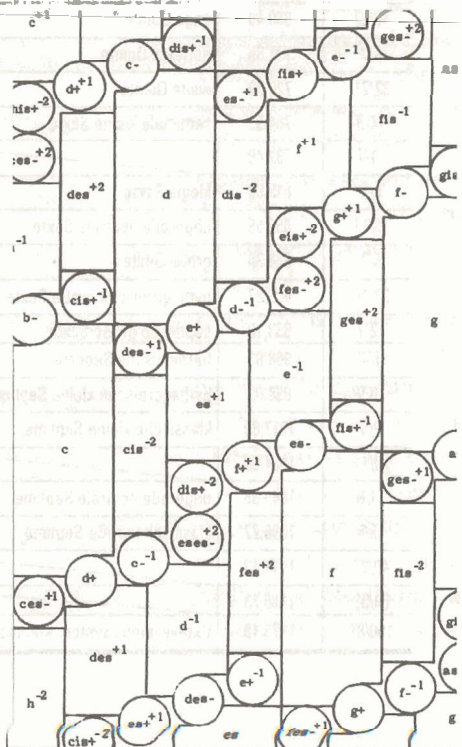 c⁻¹
ges+⁺²
dis+⁻¹
e-⁻¹
c-
fis+
d+⁺¹
es-⁺¹
fis⁻¹
his+⁻²
f⁺¹
es-⁺²
f-
des⁺²
d
dis⁻²
g+⁺¹
eis+⁻²
-1
cis+⁻¹
fes-⁺²
b-
d-⁻¹
ges⁺²
g
e+
des-⁺¹
e⁻¹
es⁺¹
fis+⁻¹
c
cis⁻²
es-
f+⁺¹
ges-⁺¹
dis+⁻²
eses-⁺²
c-⁻¹
fes⁺²
f
fis⁻²
d+
ces-⁺¹
d⁻¹
des⁺¹
e+⁻¹
f-⁻¹
h⁻²
des-
g+
es+⁺¹
cis+⁻²
es
fes-⁺¹